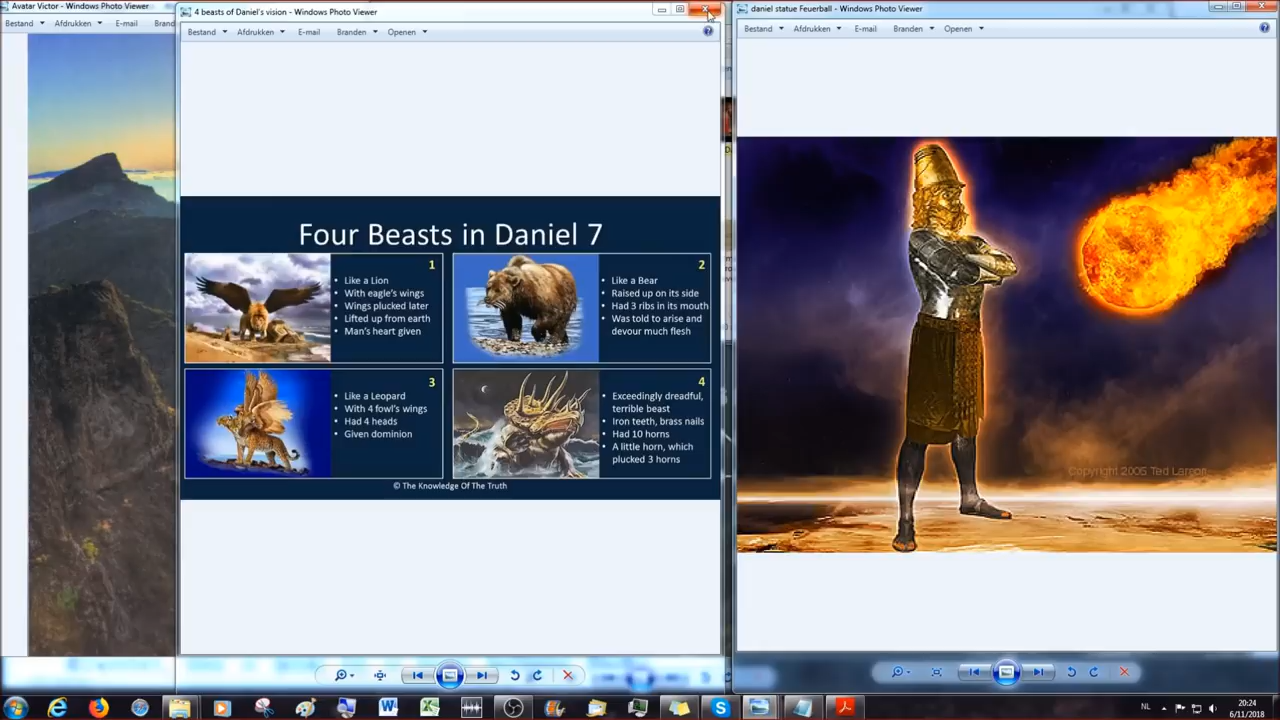 Avatar Victor - Windows Photo Viewer
Bestand Afdrukken E-mail Bran
4 beasts of Daniel's vision - Windows Photo Viewer
Bestand Afdrukken E-mail Branden Openen
Four Beasts in Daniel 7
1
• Like a Lion
• With eagle's wings
• Wings plucked later
• Lifted up from earth
• Man's heart given
2
• Like a Bear
• Raised up on its side
• Had 3 ribs in its mouth
• Was told to arise and
devour much flesh
3
• Like a Leopard
• With 4 fowl's wings
• Had 4 heads
• Given dominion
4
• Exceedingly dreadful,
terrible beast
• Iron teeth, brass nails
• Had 10 horns
• A little horn, which
plucked 3 horns
© The Knowledge Of The Truth
daniel statue Feuerball - Windows Photo Viewer
Bestand Afdrukken E-mail Branden Openen
Copyright 2005 Ted Larson
NL
20:24
6/11/2018